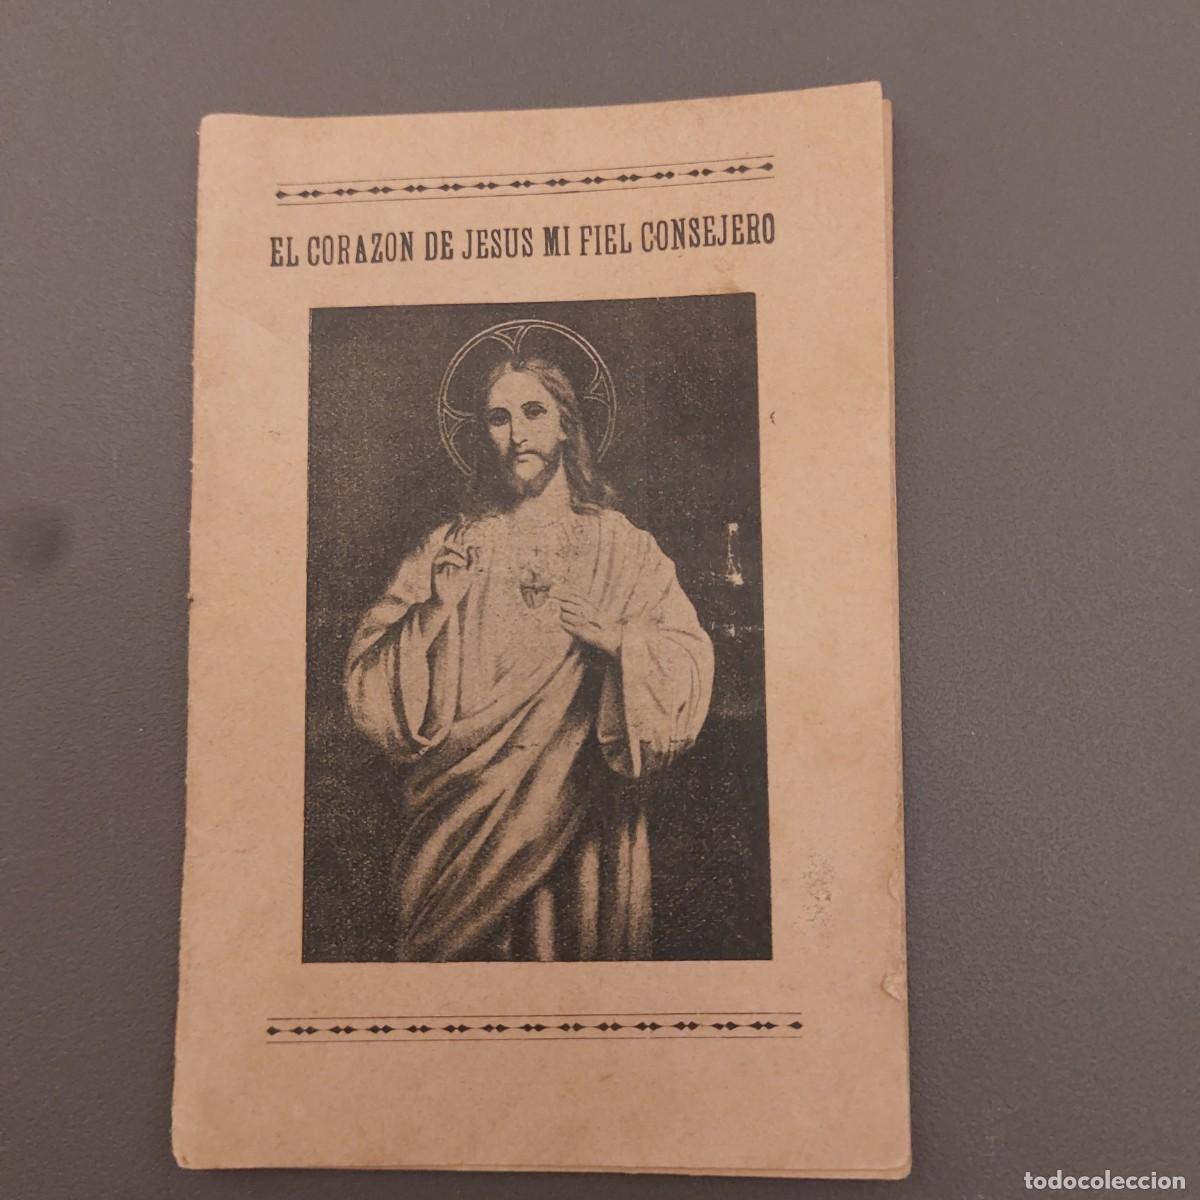 EL CORAZON DE JESUS MI FIEL CONSEJERO
todocoleccion